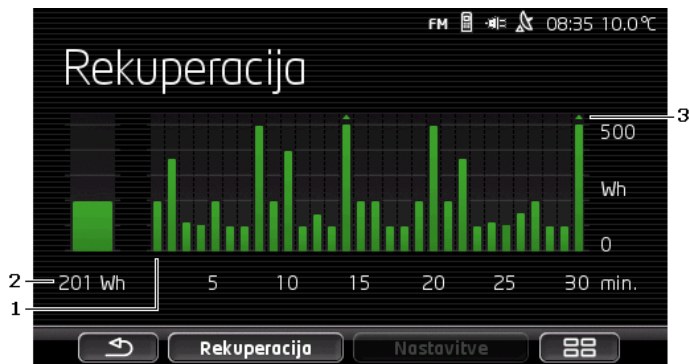 FM 08:35 10.0°C
Rekuperacija
3
500
Wh
0
2 201 Wh 5 10 15 20 25 30 min.
1
Rekuperacija Nastavitve